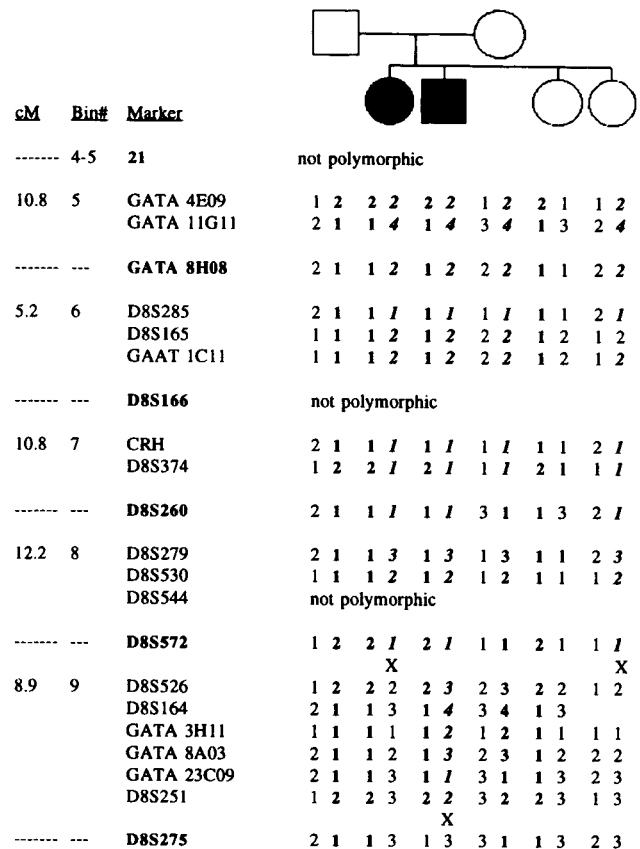 cM Bin# Marker
------- 4-5 21 not polymorphic
10.8 5 GATA 4E09 1 2 2 2 2 2 1 2 2 1 1 2
GATA 11G11 2 1 1 4 1 4 3 4 1 3 2 4
------- --- GATA 8H08 2 1 1 2 1 2 2 2 1 1 2 2
5.2 6 D8S285 2 1 1 1 1 1 1 1 1 1 2 1
D8S165 1 1 1 2 1 2 2 2 1 2 1 2
GAAT 1C11 1 1 1 2 1 2 2 2 1 2 1 2
------- --- D8S166 not polymorphic
10.8 7 CRH 2 1 1 1 1 1 1 1 1 1 2 1
D8S374 1 2 2 1 2 1 1 1 2 1 1 1
------- --- D8S260 2 1 1 1 1 1 3 1 1 3 2 1
12.2 8 D8S279 2 1 1 3 1 3 1 3 1 1 2 3
D8S530 1 1 1 2 1 2 1 2 1 1 1 2
D8S544 not polymorphic
------- --- D8S572 1 2 2 1 2 1 1 1 2 1 1 1
X X
8.9 9 D8S526 1 2 2 2 2 3 2 3 2 2 1 2
D8S164 2 1 1 3 1 4 3 4 1 3
GATA 3H11 1 1 1 1 1 2 1 2 1 1 1 1
GATA 8A03 2 1 1 2 1 3 2 3 1 2 2 2
GATA 23C09 2 1 1 3 1 1 3 1 1 3 2 3
D8S251 1 2 2 3 2 2 3 2 2 3 1 3
X
------- --- D8S275 2 1 1 3 1 3 3 1 1 3 2 3